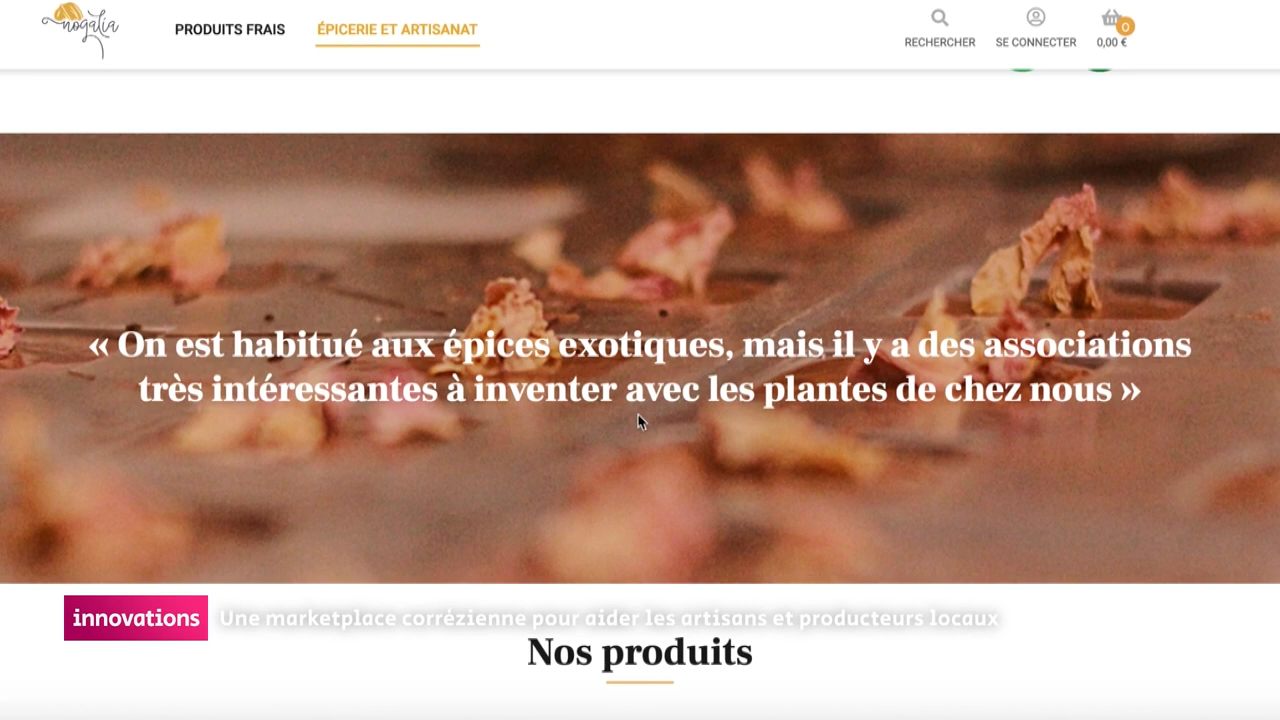 nogalia
PRODUITS FRAIS
ÉPICERIE ET ARTISANAT
RECHERCHER
SE CONNECTER
0
0,00 €
« On est habitué aux épices exotiques, mais il y a des associations
très intéressantes à inventer avec les plantes de chez nous »
innovations
Une marketplace corrézienne pour aider les artisans et producteurs locaux
Nos produits